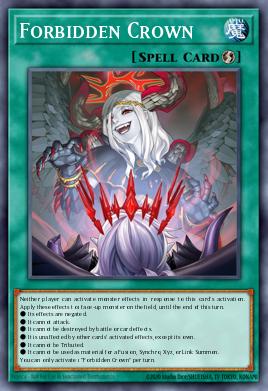 FORBIDDEN CROWN
魔
[SPELL CARD]
Neither player can activate monster effects in response to this card's activation.
Apply these effects to 1 face-up monster on the field, until the end of this turn.
● Its effects are negated.
● It cannot attack.
● It cannot be destroyed by battle or card effects.
● It is unaffected by other cards' activated effects, except its own.
● It cannot be Tributed.
● It cannot be used as material for a Fusion, Synchro, Xyz, or Link Summon.
You can only activate 1 "Forbidden Crown" per turn.